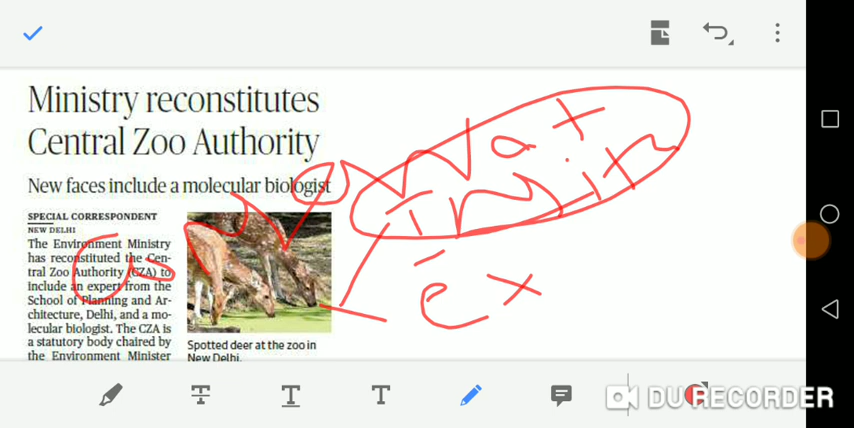 Ministry reconstitutes
Central Zoo Authority
New faces include a molecular biologist
SPECIAL CORRESPONDENT
NEW DELHI
The Environment Ministry
has reconstituted the Cen-
tral Zoo Authority (CZA) to
include an expert from the
School of Planning and Ar-
chitecture, Delhi, and a mo-
lecular biologist. The CZA is
a statutory body chaired by
the Environment Minister
Spotted deer at the zoo in
New Delhi.
ex
T
T
T
DU RECORDER